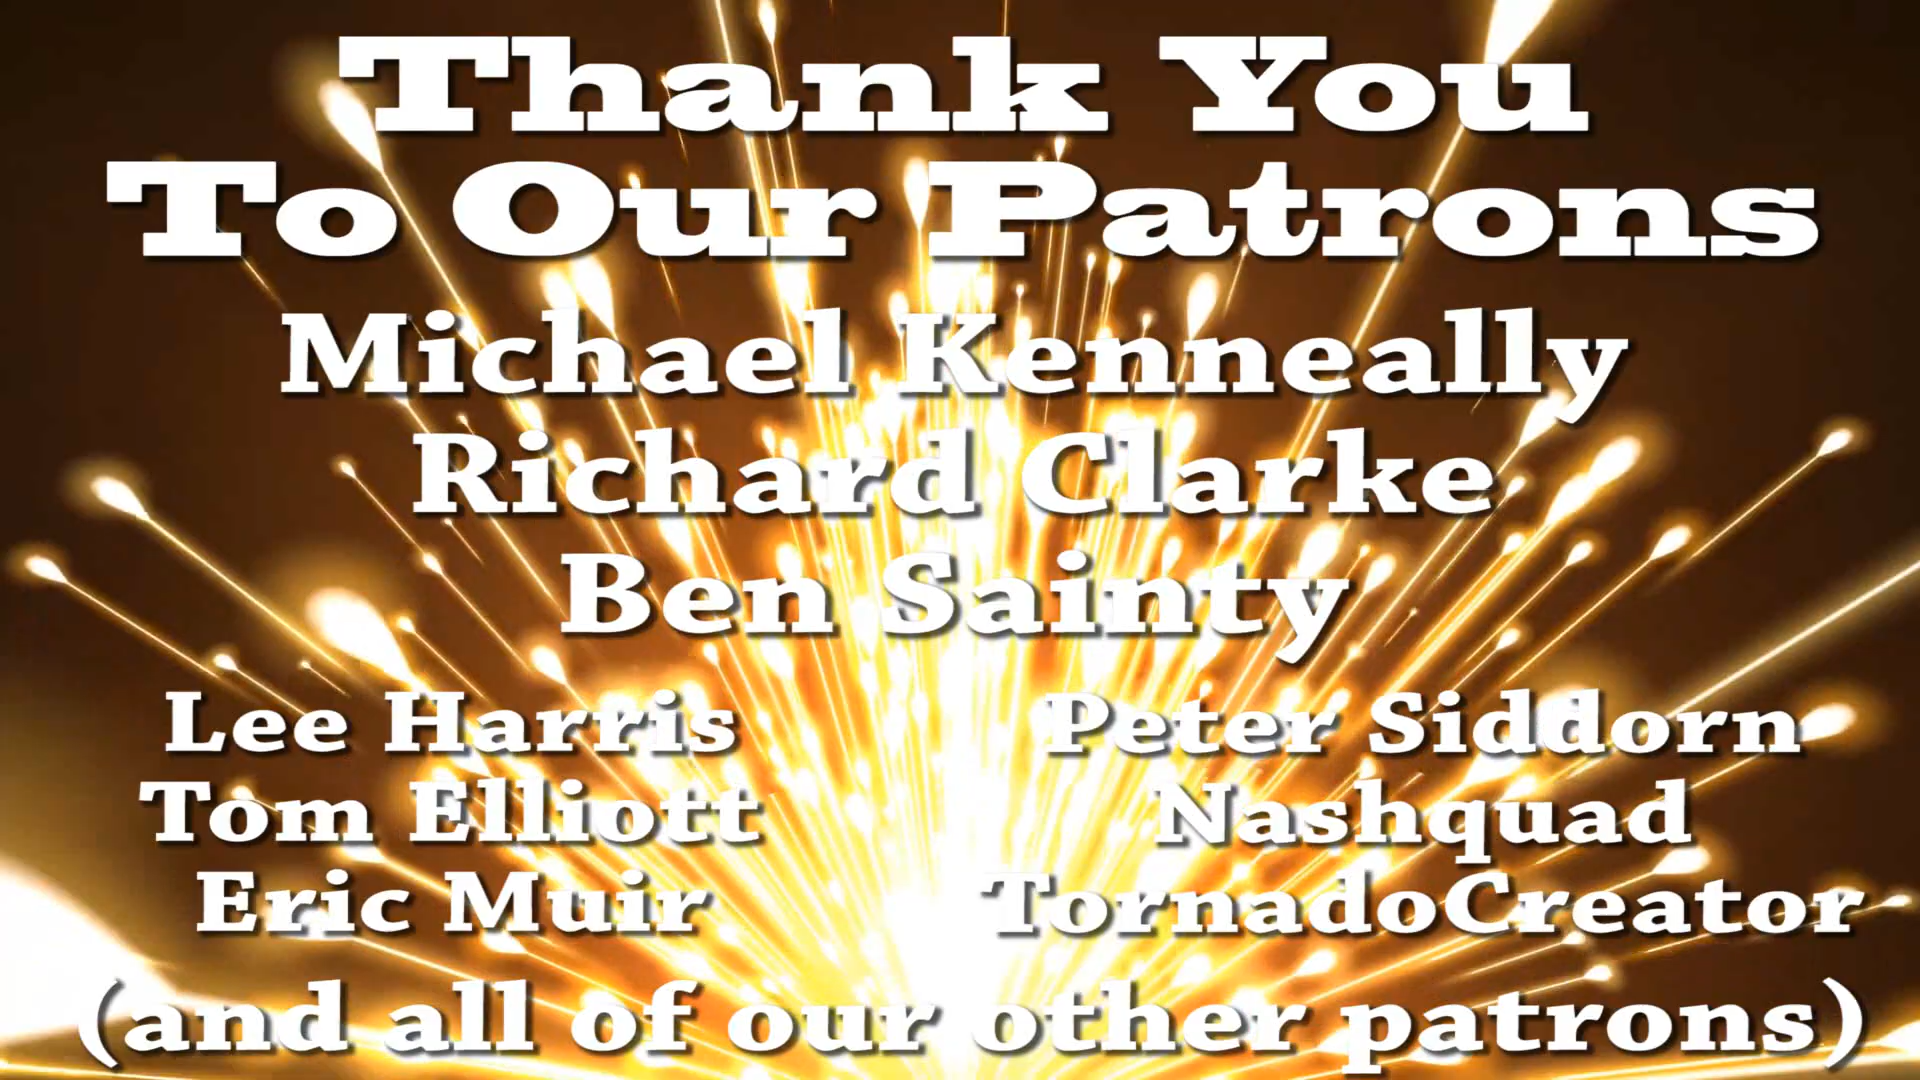 Thank You
To Our Patrons
Michael Kenneally
Richard Clarke
Ben Sainty
Lee Harris
Peter Siddorn
Tom Elliott
Nashquad
Eric Muir
TornadoCreator
(and all of our other patrons)